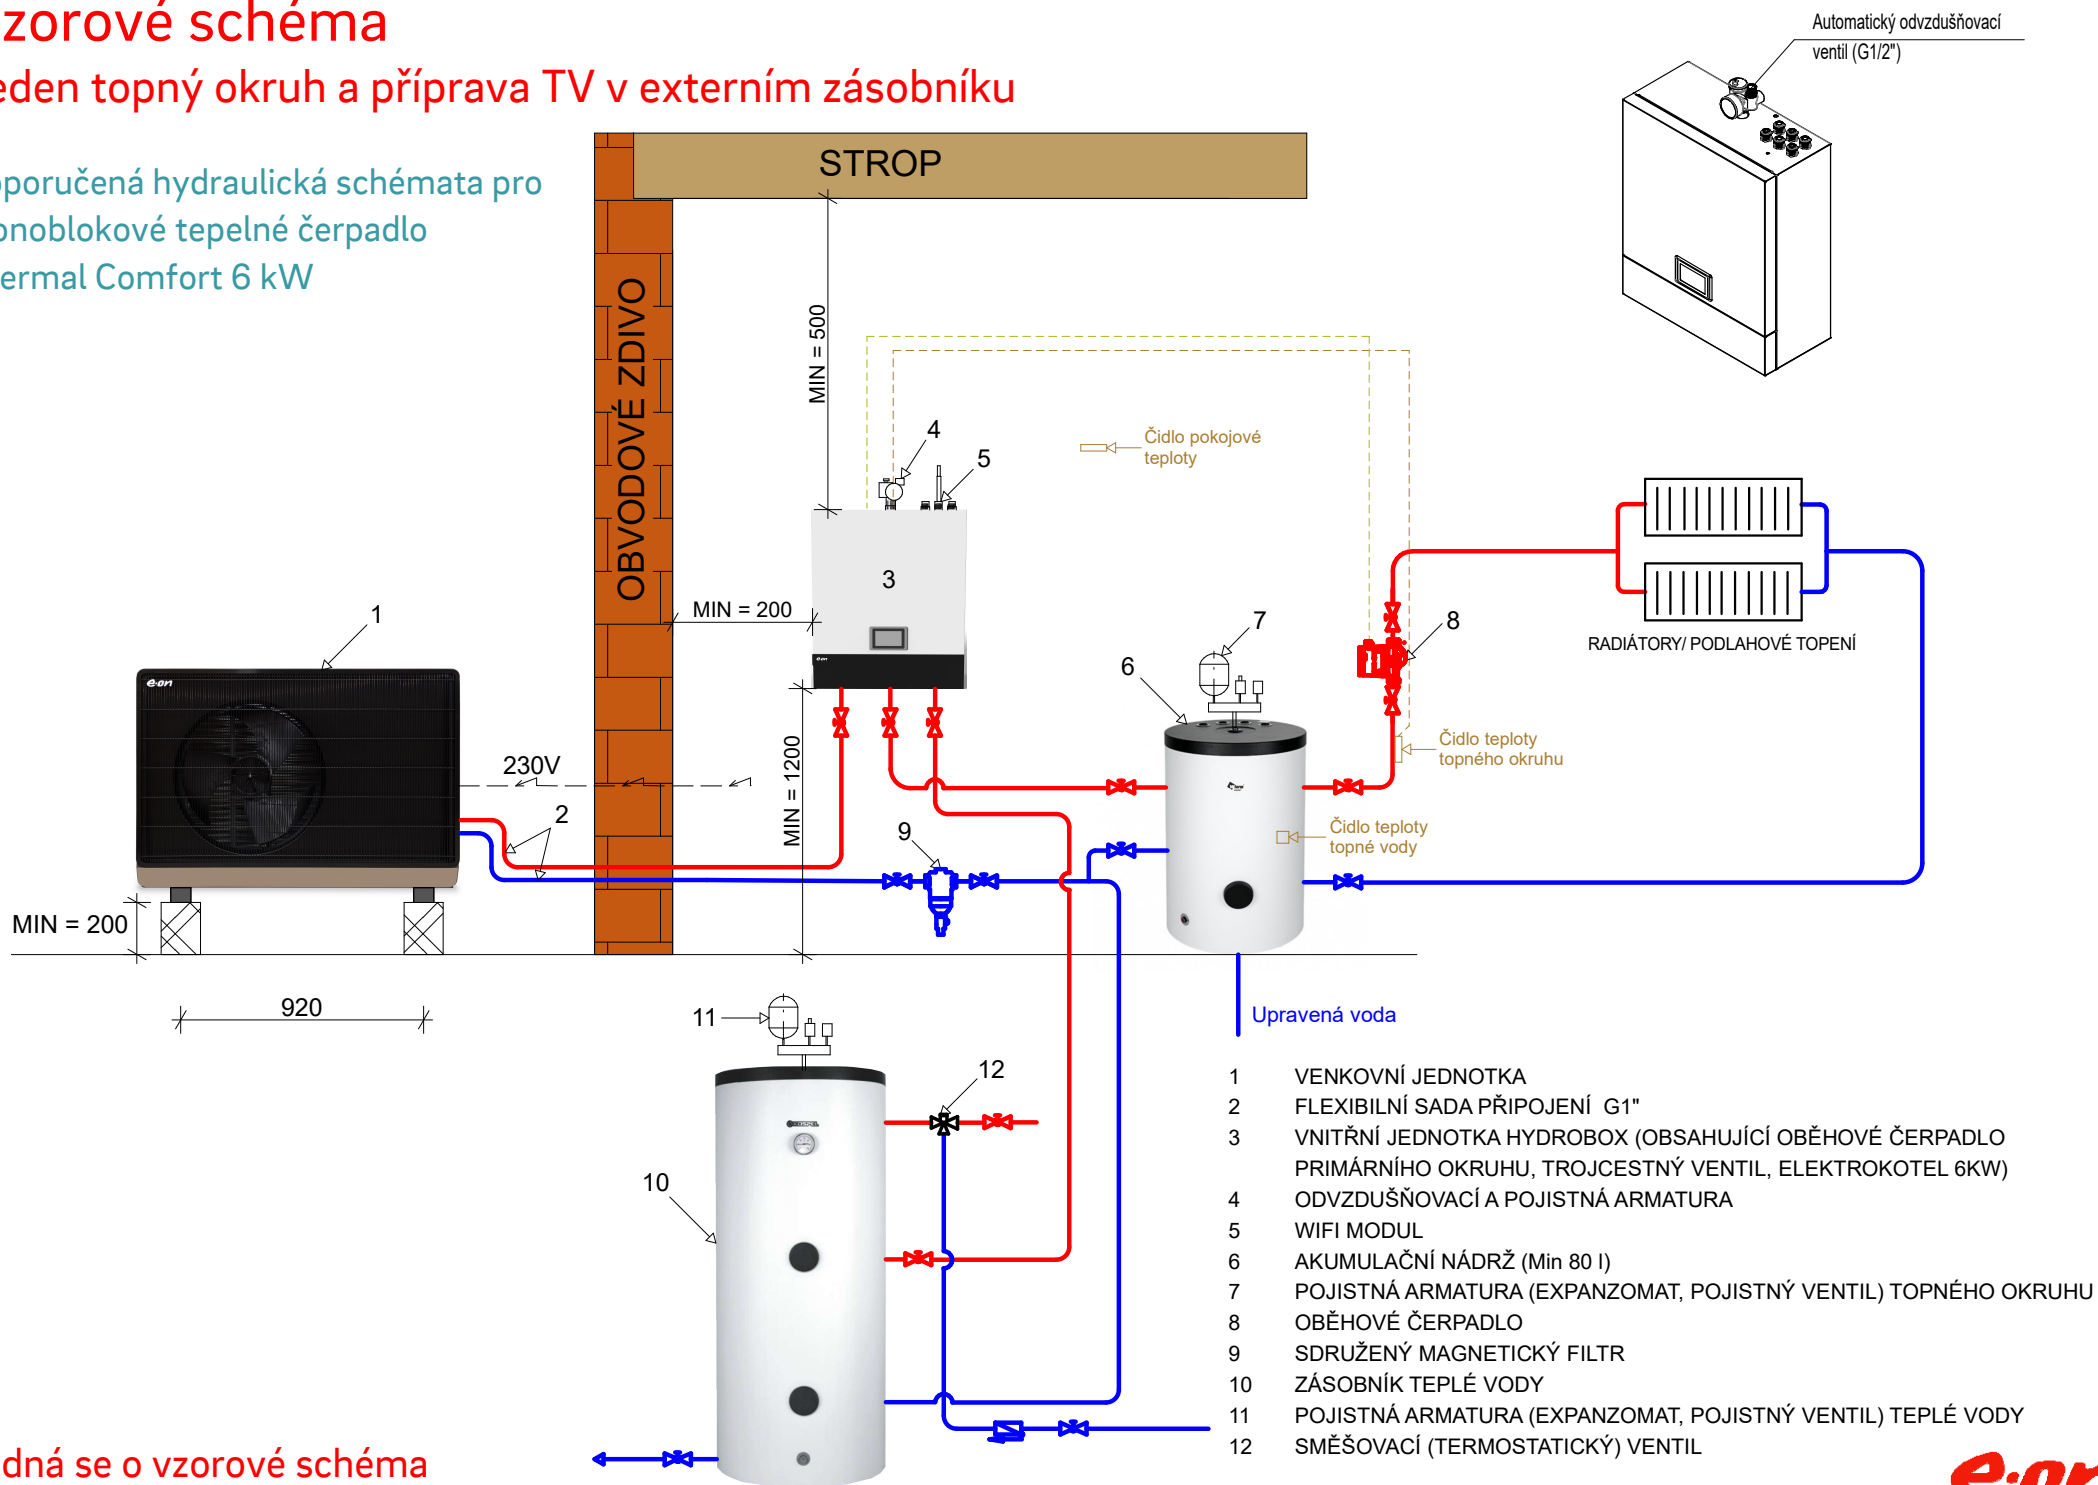 zorové schéma
eden topný okruh a příprava TV v externím zásobníku
oporučená hydraulická schémata pro
onoblokové tepelné čerpadlo
ermal Comfort 6 kW
Automatický odvzdušňovací
ventil (G1/2")
STROP
OBVODOVÉ ZDIVO
MIN = 500
4
5
Čidlo pokojové
teploty
3
MIN = 200
e·on
1
e·on
230V
2
MIN = 200
920
MIN = 1200
9
6
7
8
RADIÁTORY/ PODLAHOVÉ TOPENÍ
Čidlo teploty
topného okruhu
Čidlo teploty
topné vody
Upravená voda
11
12
10
1 VENKOVNÍ JEDNOTKA
2 FLEXIBILNÍ SADA PŘIPOJENÍ G1"
3 VNITŘNÍ JEDNOTKA HYDROBOX (OBSAHUJÍCÍ OBĚHOVÉ ČERPADLO
PRIMÁRNÍHO OKRUHU, TROJCESTNÝ VENTIL, ELEKTROKOTEL 6KW)
4 ODVZDUŠŇOVACÍ A POJISTNÁ ARMATURA
5 WIFI MODUL
6 AKUMULAČNÍ NÁDRŽ (Min 80 l)
7 POJISTNÁ ARMATURA (EXPANZOMAT, POJISTNÝ VENTIL) TOPNÉHO OKRUHU
8 OBĚHOVÉ ČERPADLO
9 SDRUŽENÝ MAGNETICKÝ FILTR
10 ZÁSOBNÍK TEPLÉ VODY
11 POJISTNÁ ARMATURA (EXPANZOMAT, POJISTNÝ VENTIL) TEPLÉ VODY
12 SMĚŠOVACÍ (TERMOSTATICKÝ) VENTIL
dná se o vzorové schéma
e·on